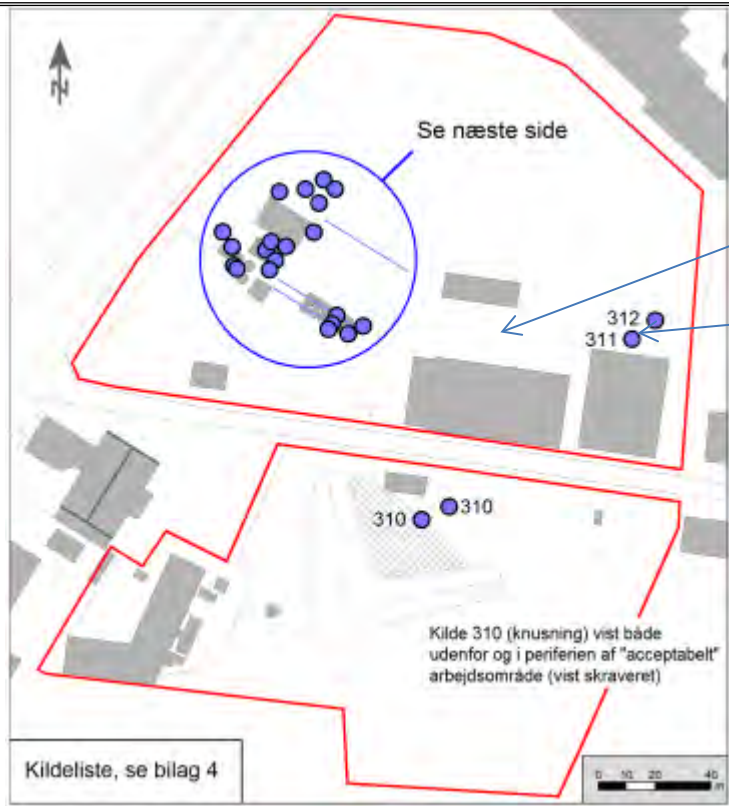 N
Se næste side
312
311
310
310
Kilde 310 (knusning) vist både
udenfor og i periferien af "acceptabelt"
arbejdsområde (vist skraveret)
Kildeliste, se bilag 4
0 10 20 40
m